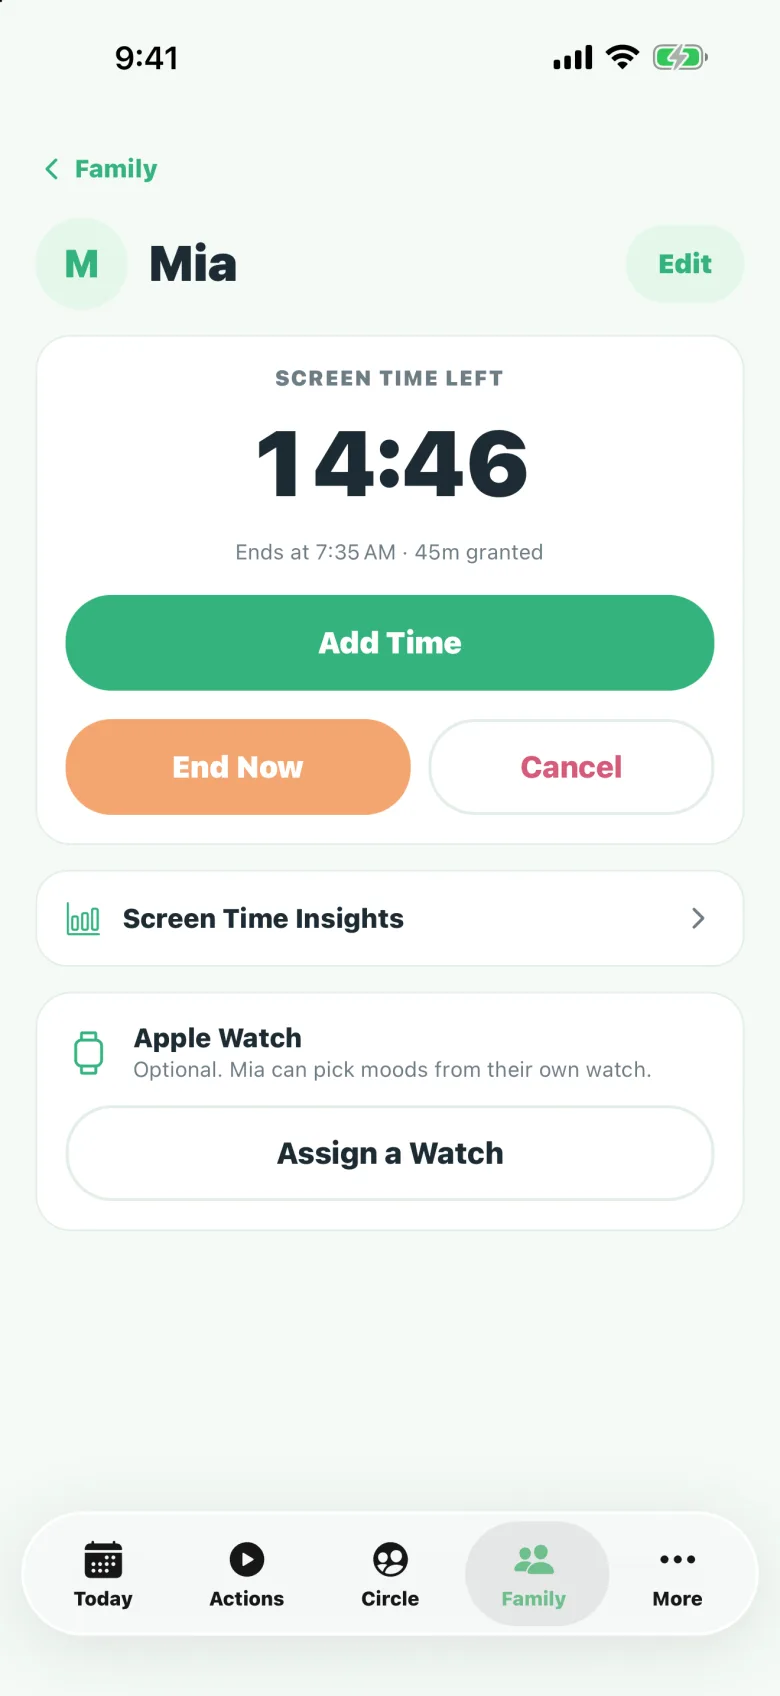 9:41
Family
M
Mia
Edit
SCREEN TIME LEFT
14:46
Ends at 7:35 AM · 45m granted
Add Time
End Now
Cancel
Screen Time Insights
Apple Watch
Optional. Mia can pick moods from their own watch.
Assign a Watch
Today
Actions
Circle
Family
More